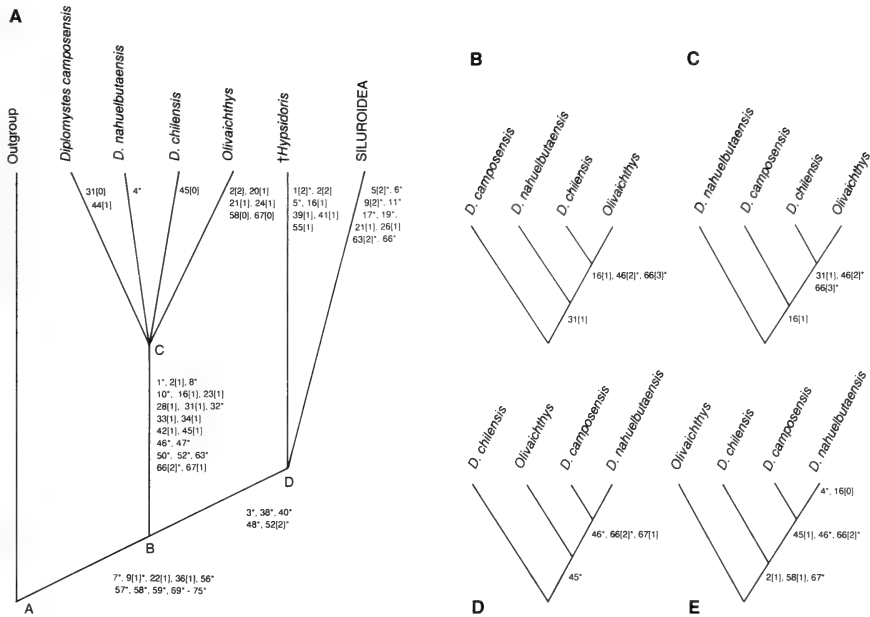 A
Outgroup
Diplomystes camposensis
D. nahuelbutaensis
D. chilensis
Olivaichthys
†Hypsidoris
SILUROIDEA
31[0]
44[1]
4*
45[0]
2[2], 20[1]
21[1], 24[1]
58[0], 67[0]
1[2]*, 2[2]
5*, 16[1]
39[1], 41[1]
55[1]
5[2]*, 6*
9[2]*, 11*
17*, 19*,
21[1], 26[1]
63[2]*, 66*
C
1*, 2[1], 8*
10*, 16[1], 23[1]
28[1], 31[1], 32*
33[1], 34[1]
42[1], 45[1]
46*, 47*
50*, 52*, 63*
66[2]*, 67[1]
D
3*, 38*, 40*
48*, 52[2]*
B
7*, 9[1]*, 22[1], 36[1], 56*
57*, 58*, 59*, 69* - 75*
A
B
D. camposensis
D. nahuelbutaensis
D. chilensis
Olivaichthys
16[1], 46[2]*, 66[3]*
31[1]
C
D. nahuelbutaensis
D. camposensis
D. chilensis
Olivaichthys
31[1], 46[2]*
66[3]*
16[1]
D. chilensis
Olivaichthys
D. camposensis
D. nahuelbutaensis
46*, 66[2]*, 67[1]
45*
D
Olivaichthys
D. chilensis
D. camposensis
D. nahuelbutaensis
4*, 16[0]
45[1], 46*, 66[2]*
2[1], 58[1], 67*
E